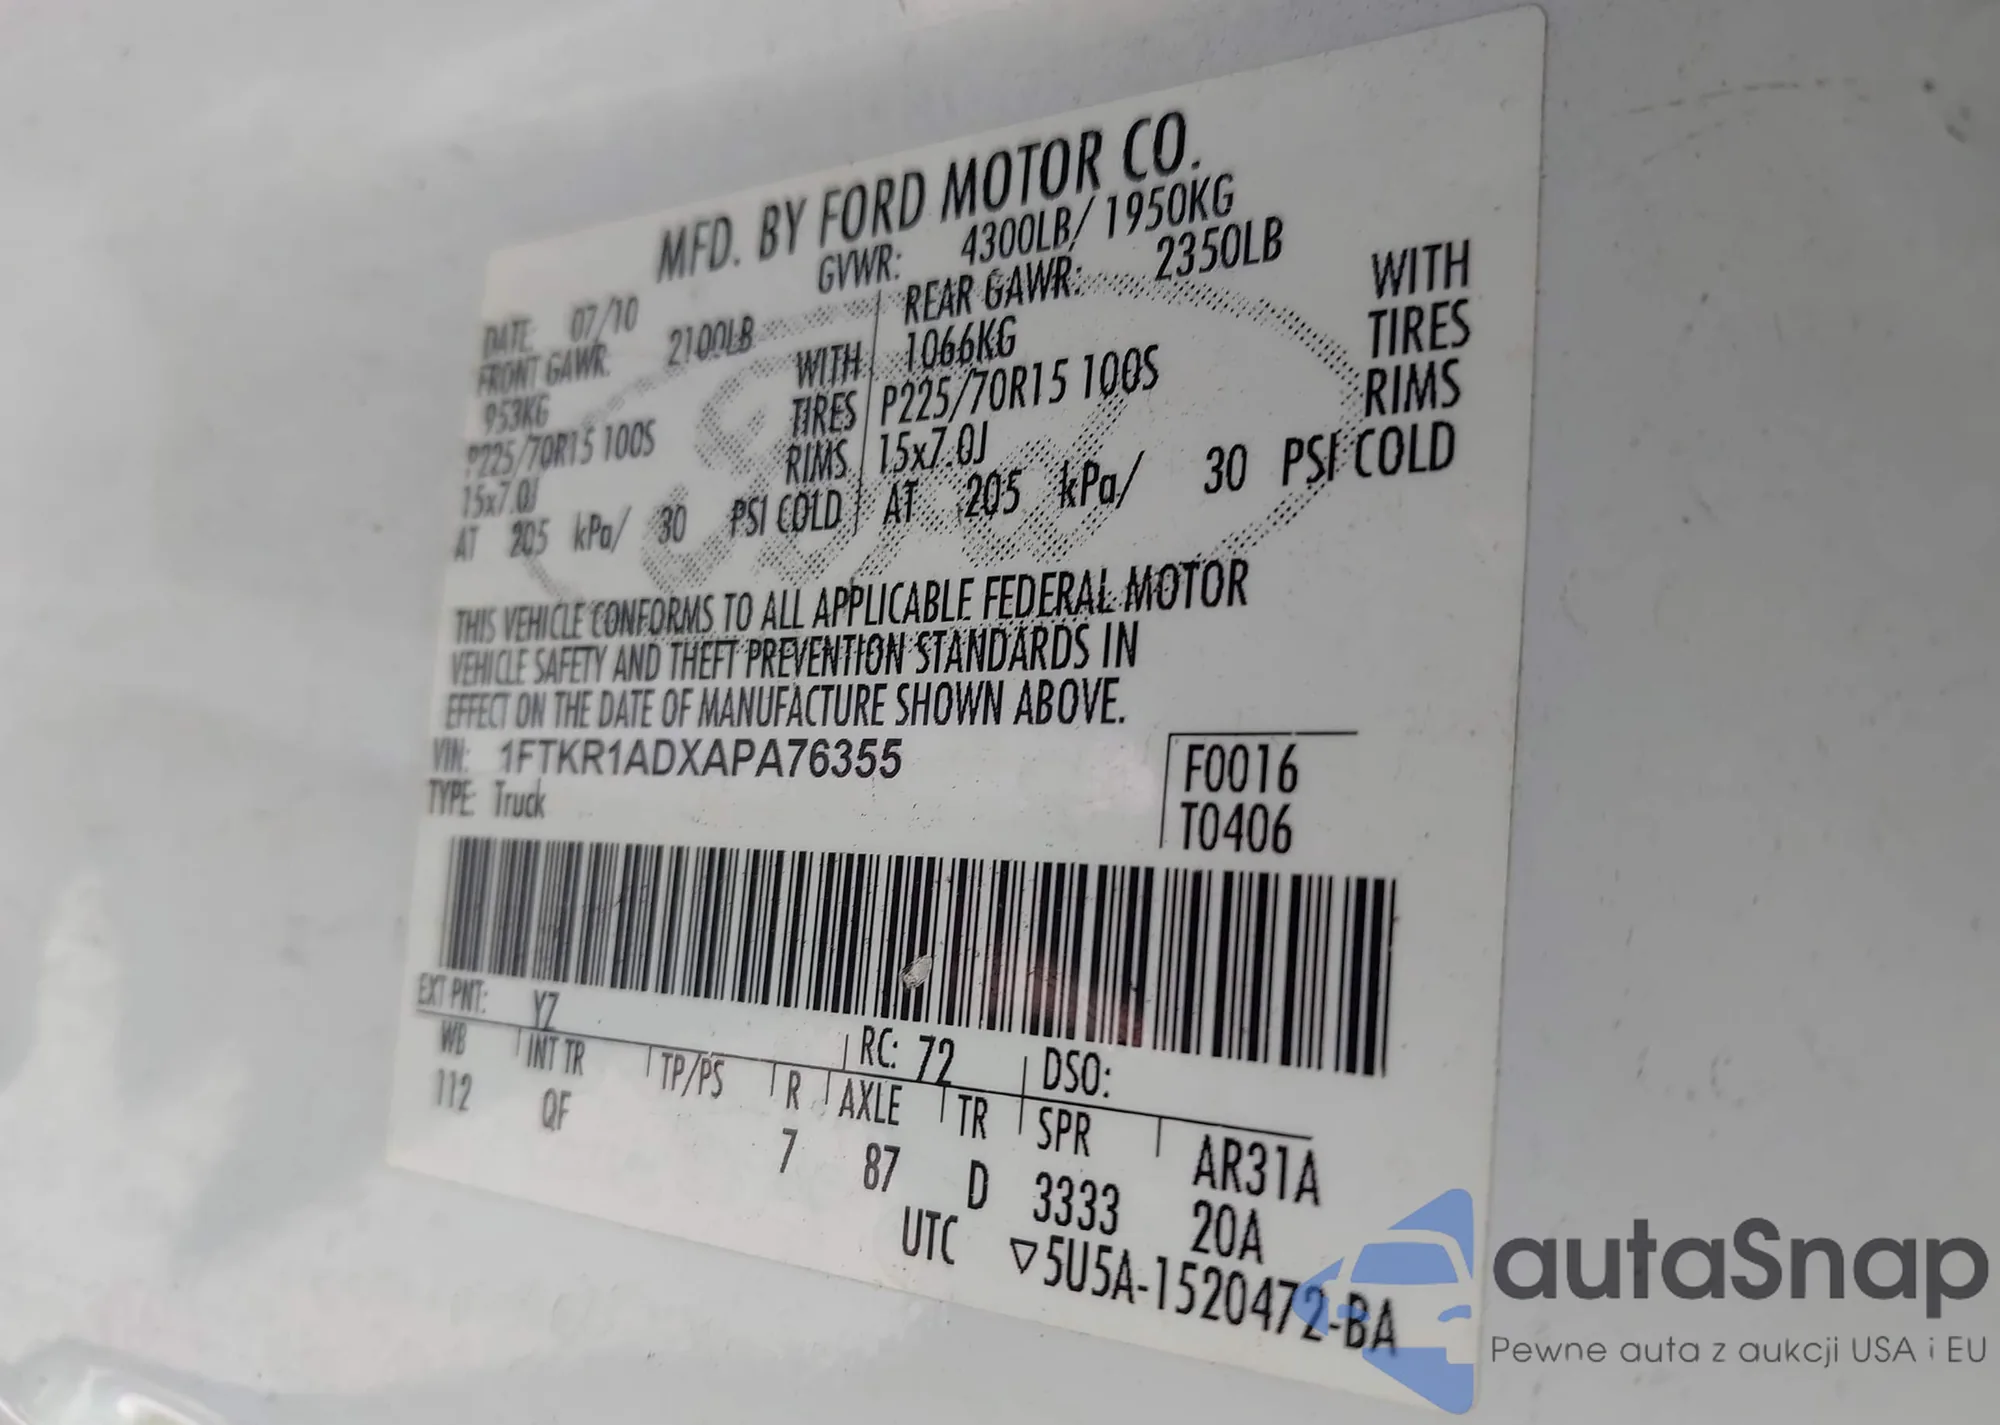 MFD. BY FORD MOTOR CO.
DATE: 07/10 GVWR: 4300LB/ 1950KG
FRONT GAWR: 2100LB REAR GAWR: 2350LB
953KG WITH 1066KG WITH
P225/70R15 100S TIRES P225/70R15 100S TIRES
15x7.0J RIMS 15x7.0J RIMS
AT 205 kPa/ 30 PSI COLD AT 205 kPa/ 30 PSI COLD
THIS VEHICLE CONFORMS TO ALL APPLICABLE FEDERAL MOTOR
VEHICLE SAFETY AND THEFT PREVENTION STANDARDS IN
EFFECT ON THE DATE OF MANUFACTURE SHOWN ABOVE.
VIN: 1FTKR1ADXAPA76355 F0016
TYPE: Truck T0406
EXT PNT: YZ RC: 72 DSO:
WB INT TR TP/PS R AXLE TR SPR
112 QF 7 87 D 3333 AR31A
20A
UTC ▽5U5A-1520472-BA
autaSnap
Pewne auta z aukcji USA i EU